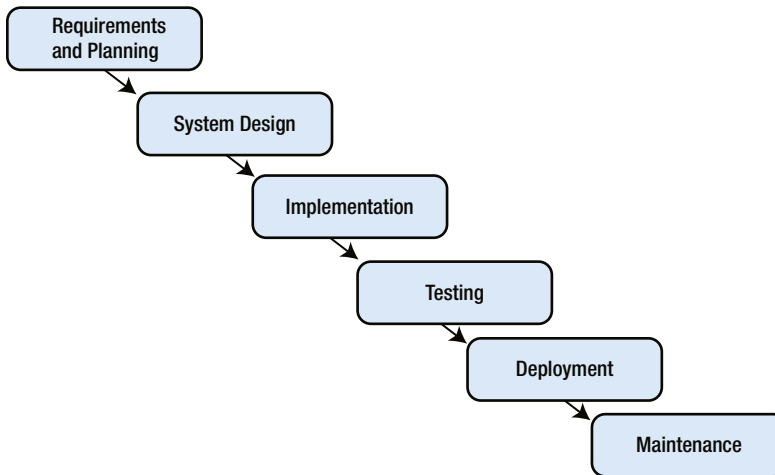 Requirements
and Planning
System Design
Implementation
Testing
Deployment
Maintenance